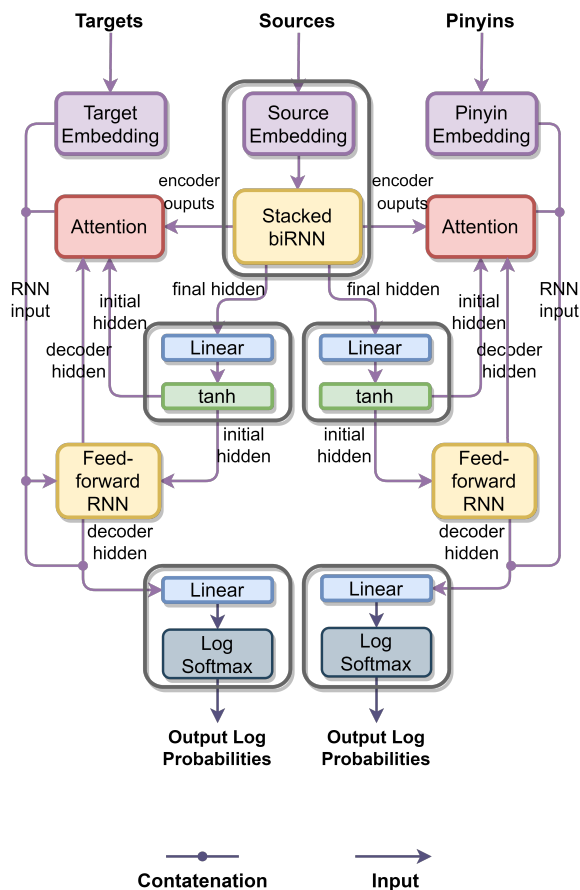 Targets
Sources
Pinyins
Target
Embedding
Source
Embedding
Pinyin
Embedding
encoder
ouputs
encoder
ouputs
Attention
Stacked
biRNN
Attention
final hidden
final hidden
RNN
input
initial
hidden
initial
hidden
RNN
input
decoder
hidden
Linear
Linear
decoder
hidden
tanh
tanh
initial
hidden
initial
hidden
Feed-
forward
RNN
Feed-
forward
RNN
decoder
hidden
decoder
hidden
Linear
Linear
Log
Softmax
Log
Softmax
Output Log
Probabilities
Output Log
Probabilities
Contatenation
Input